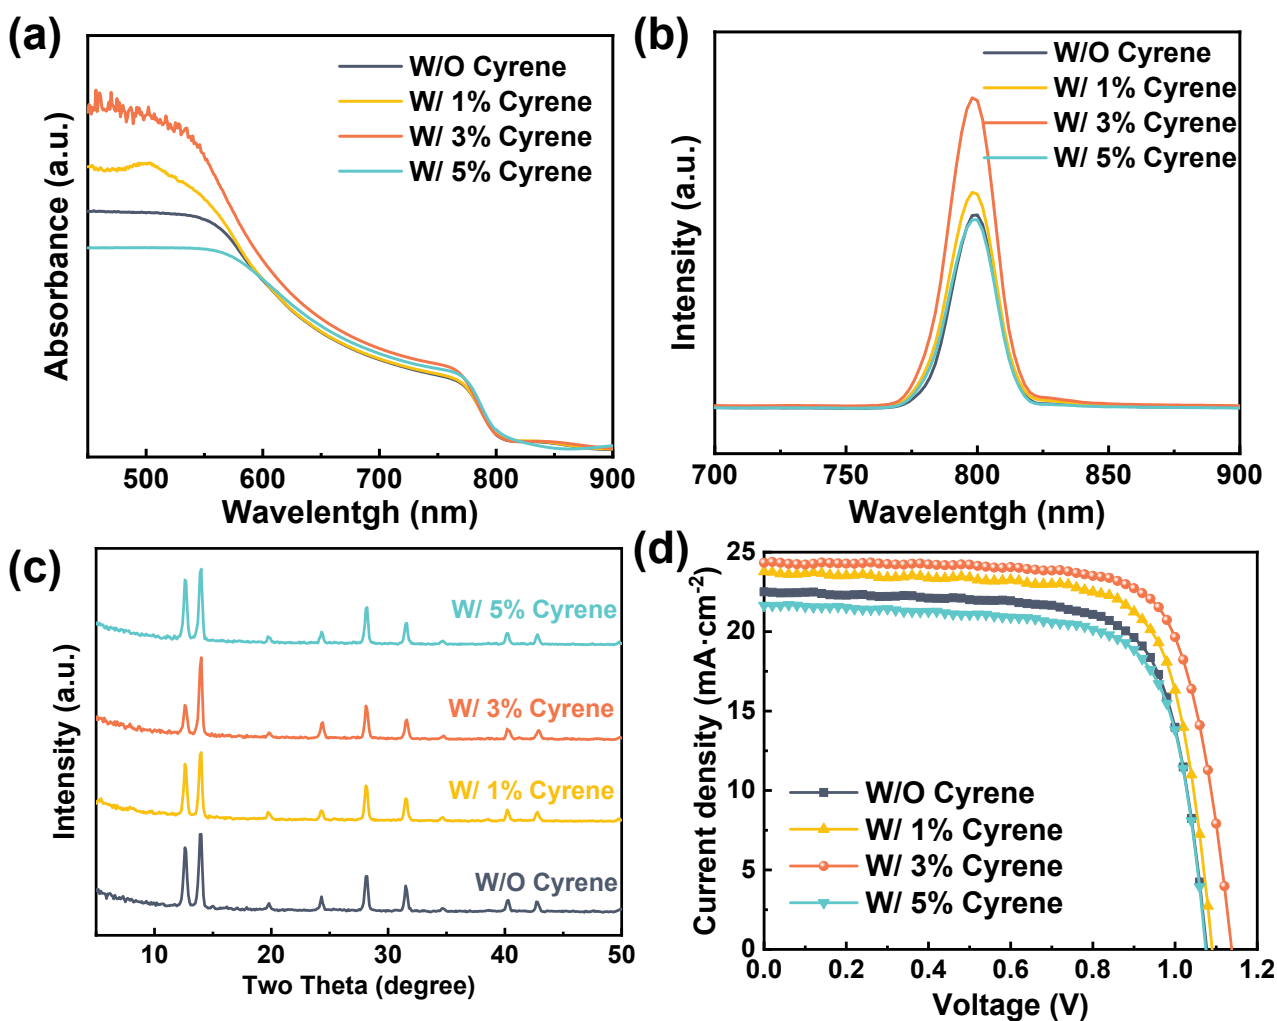 (a)
W/O Cyrene
W/ 1% Cyrene
W/ 3% Cyrene
W/ 5% Cyrene
Absorbance (a.u.)
500 600 700 800 900
Wavelentgh (nm)
(b)
W/O Cyrene
W/ 1% Cyrene
W/ 3% Cyrene
W/ 5% Cyrene
Intensity (a.u.)
700 750 800 850 900
Wavelentgh (nm)
(c)
W/ 5% Cyrene
W/ 3% Cyrene
W/ 1% Cyrene
W/O Cyrene
Intensity (a.u.)
10 20 30 40 50
Two Theta (degree)
(d)
25
20
15
10
5
0
Current density (mA·cm⁻²)
W/O Cyrene
W/ 1% Cyrene
W/ 3% Cyrene
W/ 5% Cyrene
0.0 0.2 0.4 0.6 0.8 1.0 1.2
Voltage (V)